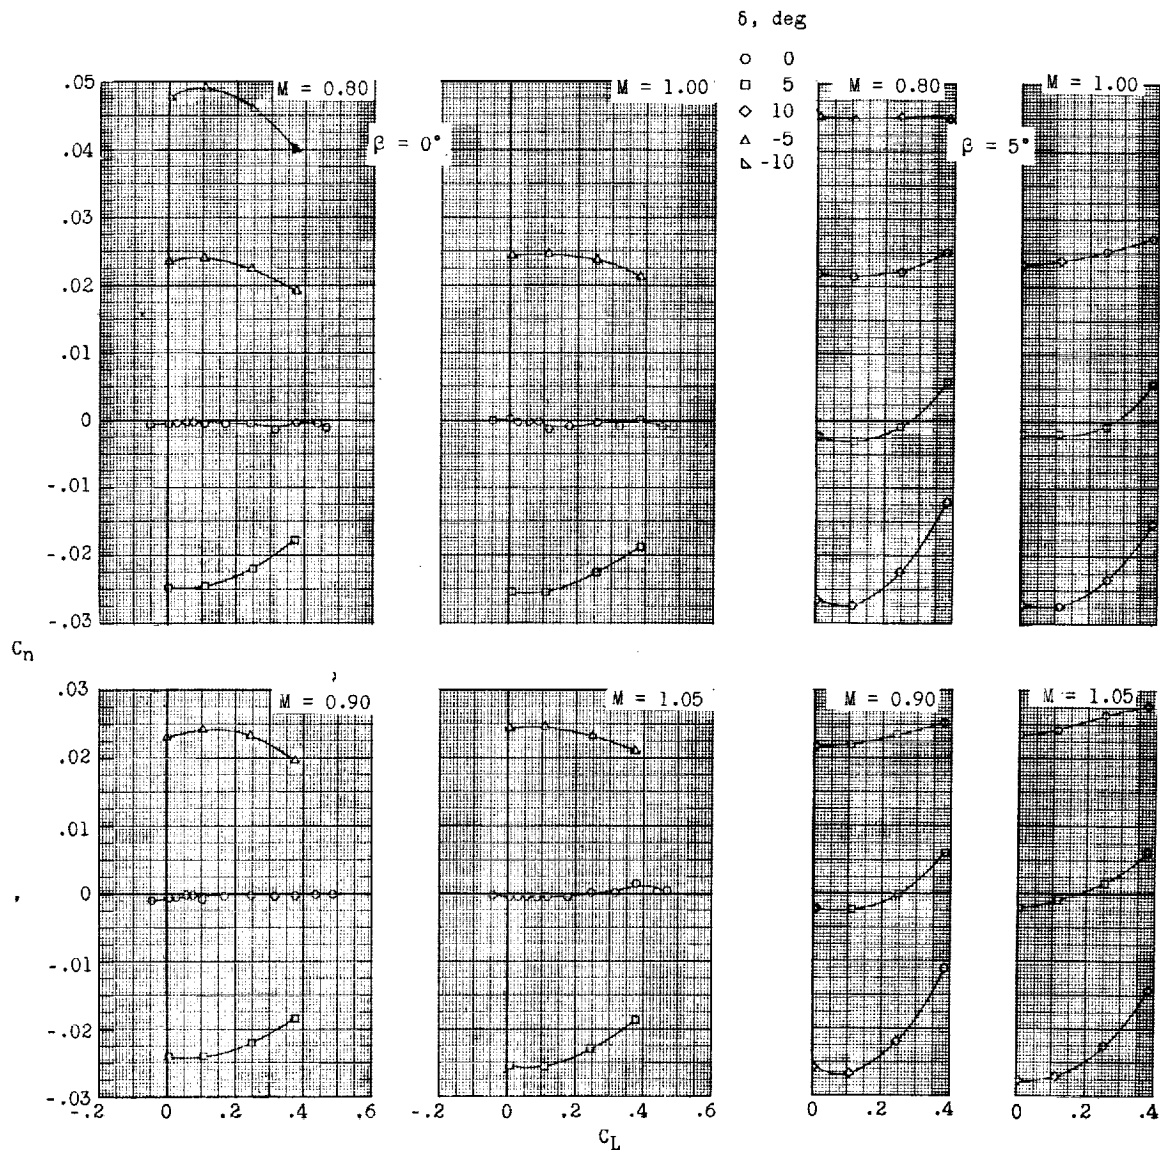 δ, deg
0
5
10
-5
-10
M = 0.80
M = 1.00
M = 0.80
M = 1.00
β = 0°
β = 5°
.05
.04
.03
.02
.01
0
-.01
-.02
-.03
Cn
M = 0.90
M = 1.05
M = 0.90
M = 1.05
.03
.02
.01
0
-.01
-.02
-.03
-.2 0 .2 .4 .6
-.2 0 .2 .4 .6
0 .2 .4
0 .2 .4
CL